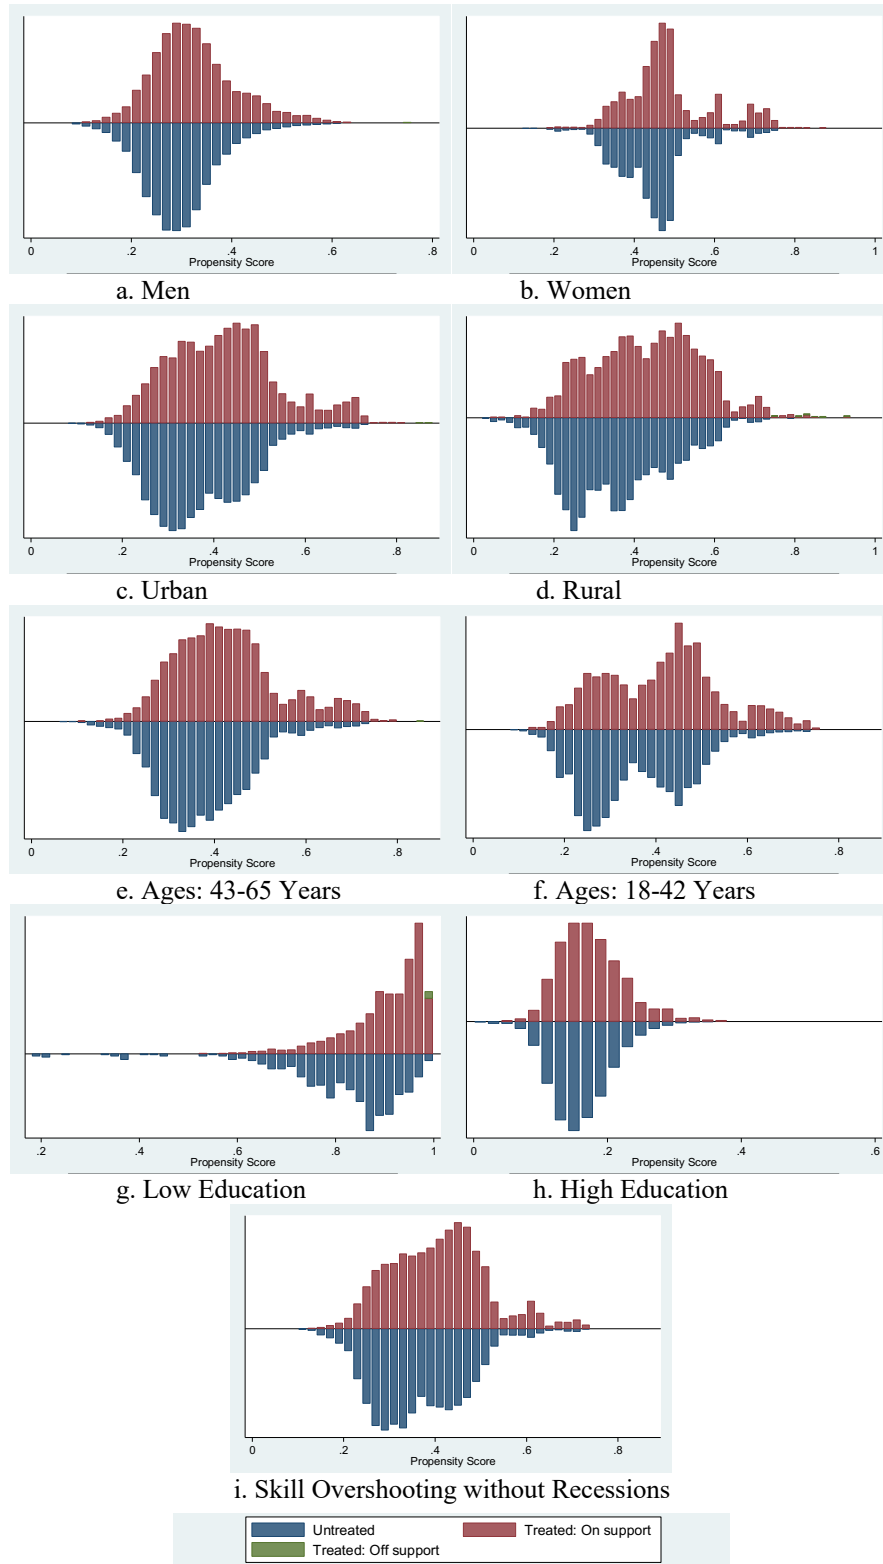 0 .2 .4 .6 .8
Propensity Score
a. Men
0 .2 .4 .6 .8 1
Propensity Score
b. Women
0 .2 .4 .6 .8
Propensity Score
c. Urban
0 .2 .4 .6 .8 1
Propensity Score
d. Rural
0 .2 .4 .6 .8
Propensity Score
e. Ages: 43-65 Years
0 .2 .4 .6 .8
Propensity Score
f. Ages: 18-42 Years
.2 .4 .6 .8 1
Propensity Score
g. Low Education
0 .2 .4 .6
Propensity Score
h. High Education
0 .2 .4 .6 .8
Propensity Score
i. Skill Overshooting without Recessions
Untreated Treated: On support
Treated: Off support